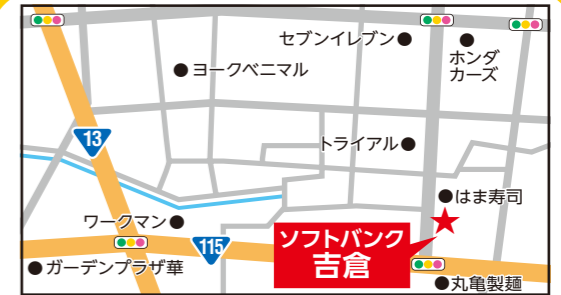 セブンイレブン
ホンダ
カーズ
ヨークベニマル
13
トライアル
はま寿司
ワークマン
115
ソフトバンク
吉倉
ガーデンプラザ華
丸亀製麺